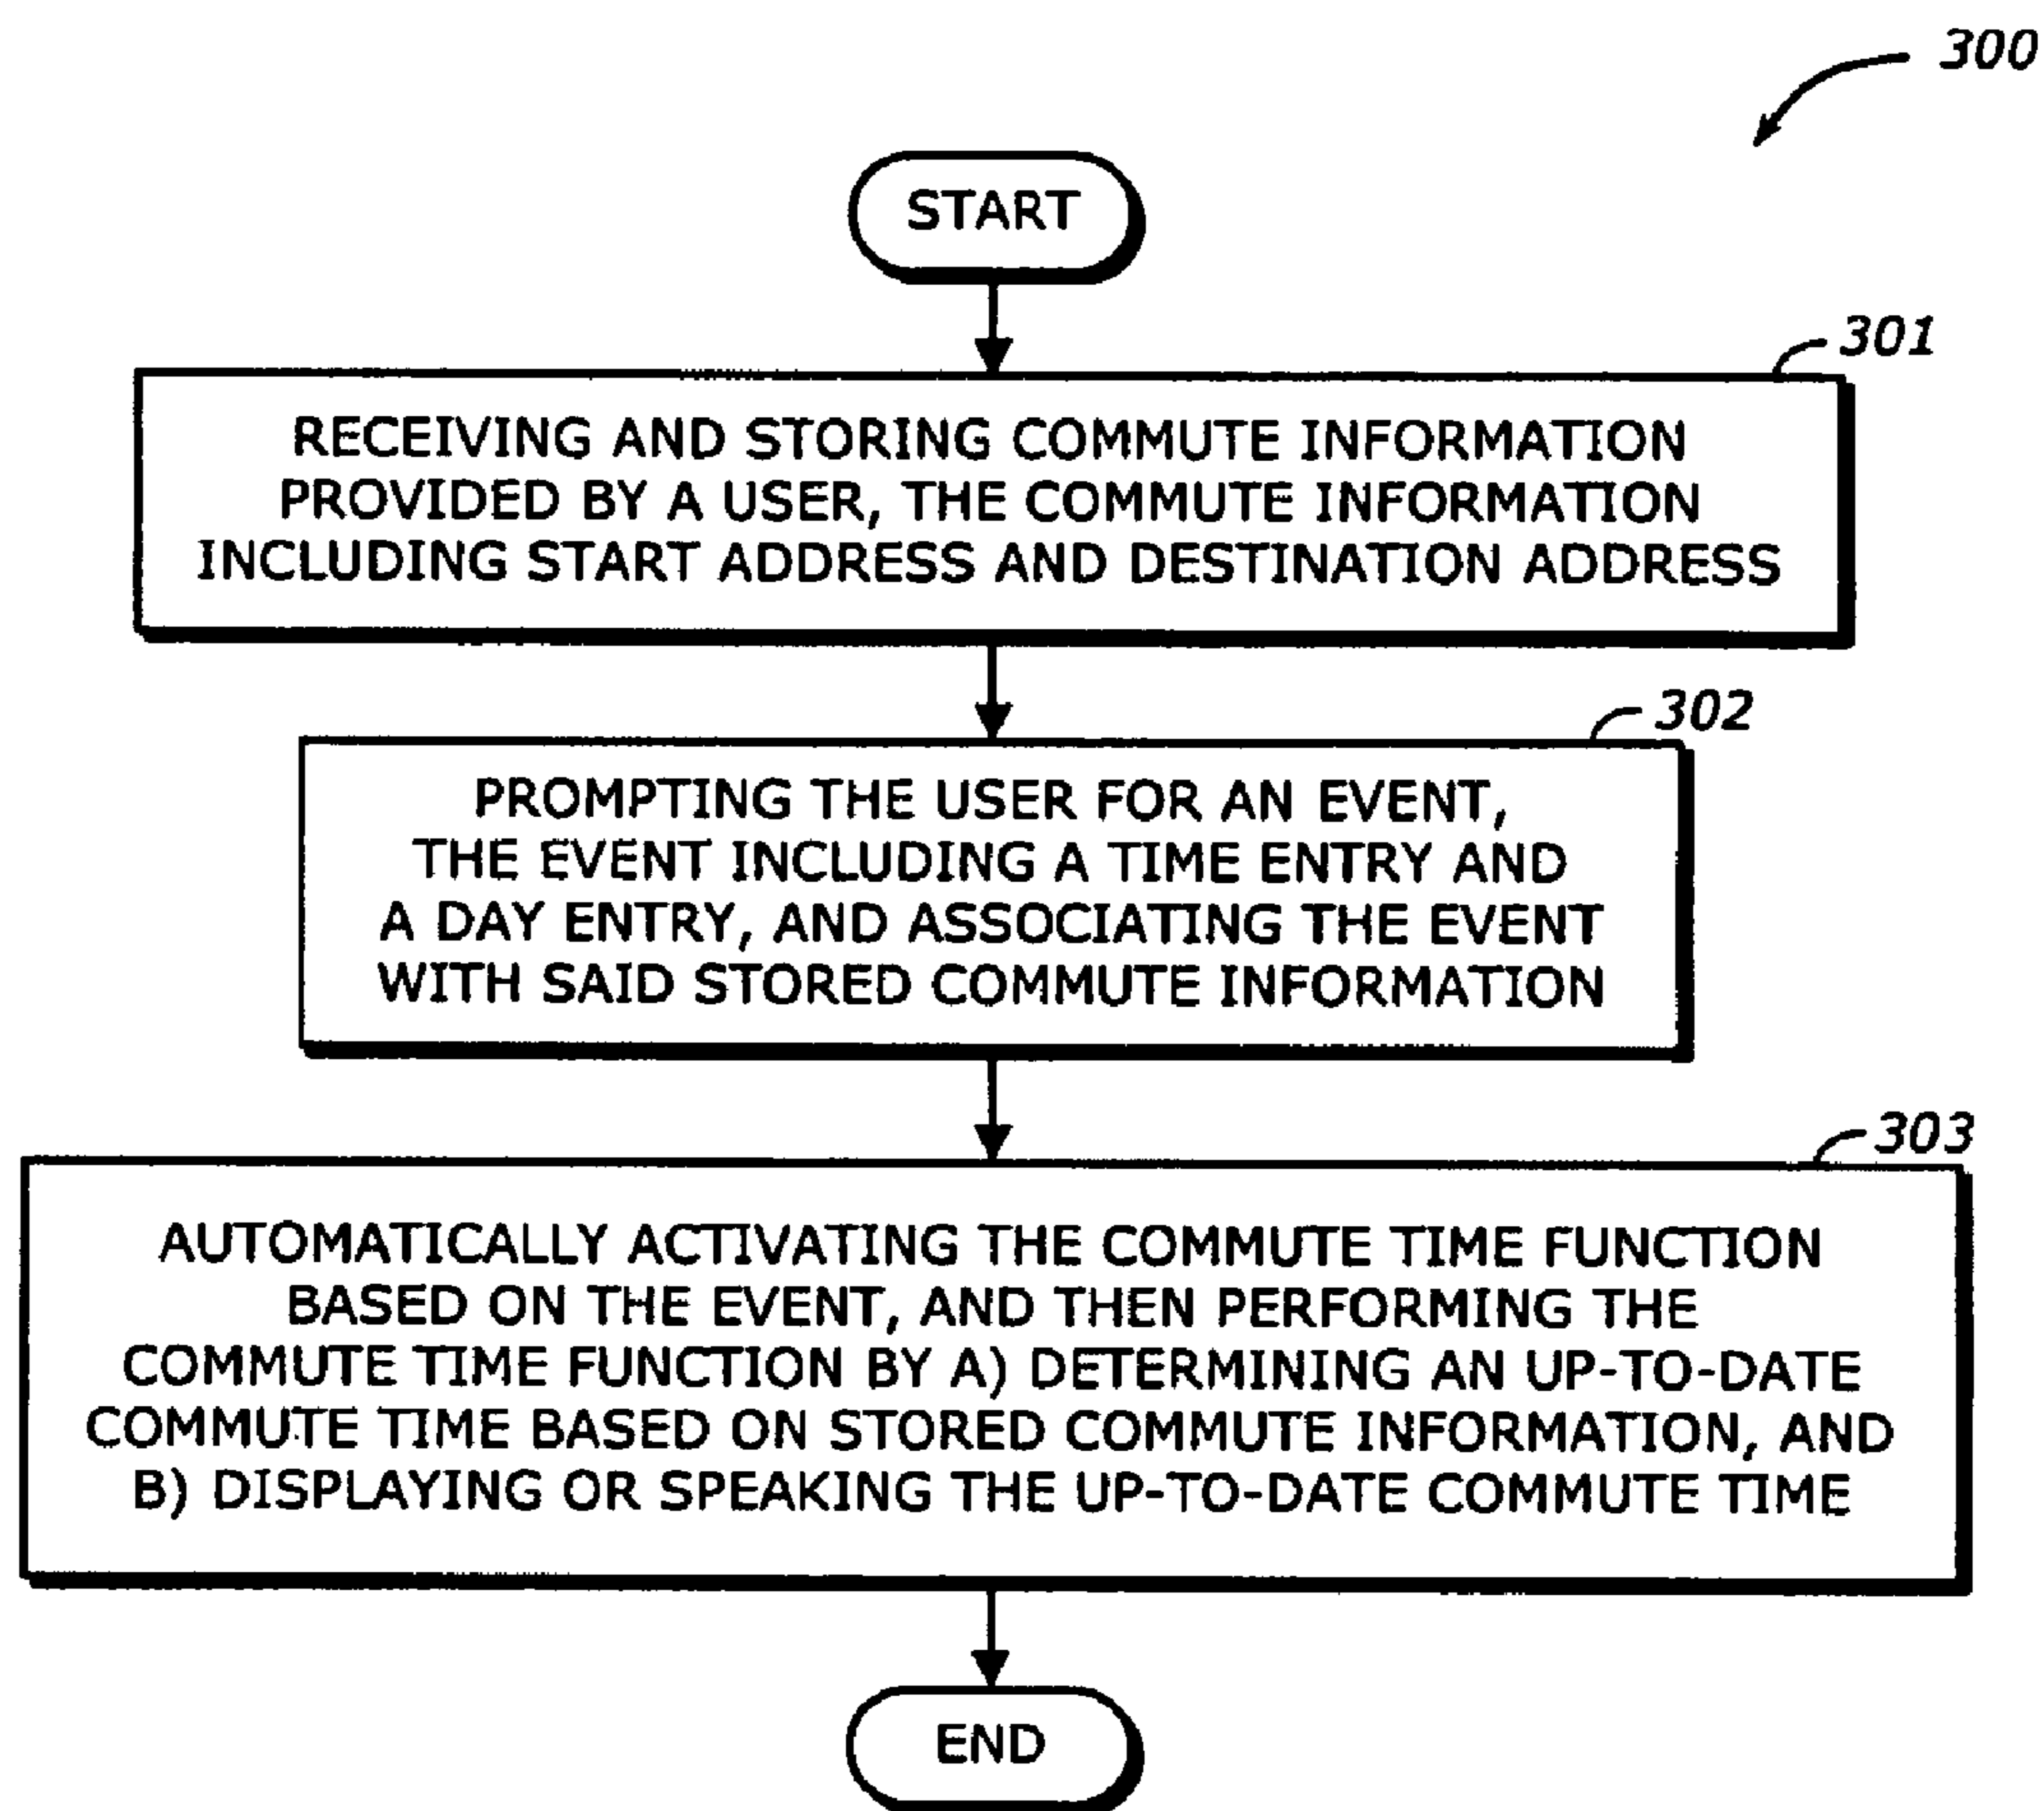 300
START
301
RECEIVING AND STORING COMMUTE INFORMATION
PROVIDED BY A USER, THE COMMUTE INFORMATION
INCLUDING START ADDRESS AND DESTINATION ADDRESS
302
PROMPTING THE USER FOR AN EVENT,
THE EVENT INCLUDING A TIME ENTRY AND
A DAY ENTRY, AND ASSOCIATING THE EVENT
WITH SAID STORED COMMUTE INFORMATION
303
AUTOMATICALLY ACTIVATING THE COMMUTE TIME FUNCTION
BASED ON THE EVENT, AND THEN PERFORMING THE
COMMUTE TIME FUNCTION BY A) DETERMINING AN UP-TO-DATE
COMMUTE TIME BASED ON STORED COMMUTE INFORMATION, AND
B) DISPLAYING OR SPEAKING THE UP-TO-DATE COMMUTE TIME
END